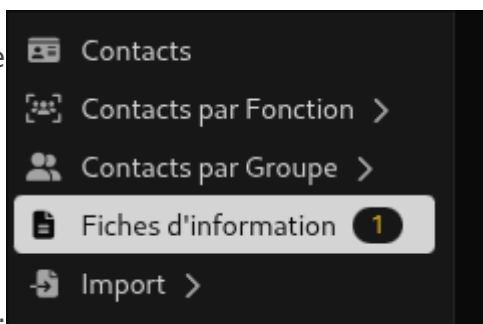 Contacts
Contacts par Fonction
Contacts par Groupe
Fiches d'information 1
Import